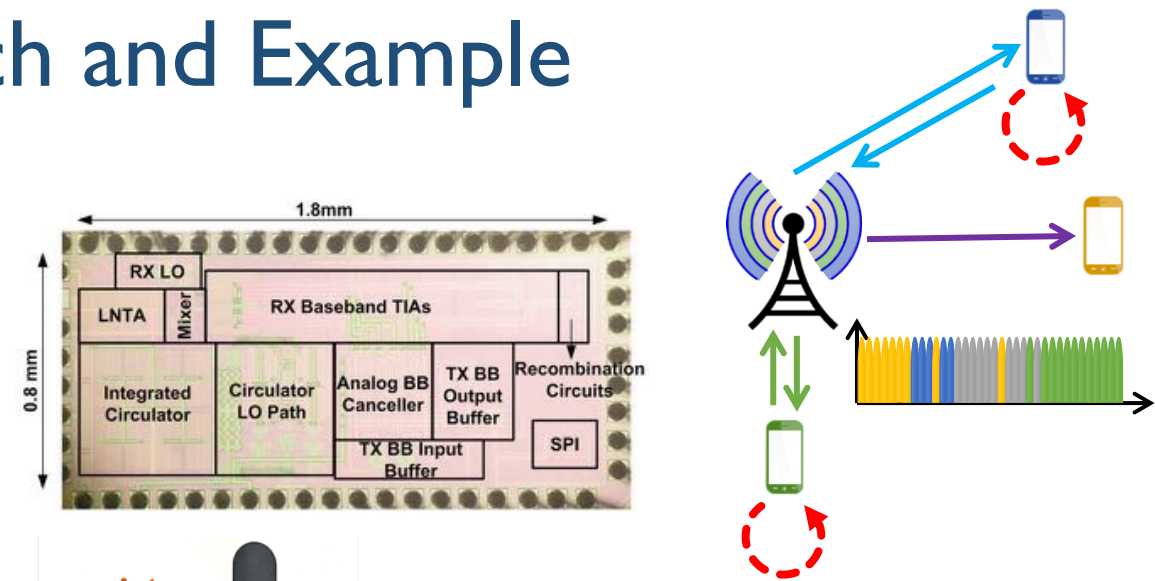 ch and Example
1.8mm
0.8 mm
RX LO
LNTA
Mixer
RX Baseband TIAs
Recombination
Circuits
Integrated
Circulator
Circulator
LO Path
Analog BB
Canceller
TX BB
Output
Buffer
TX BB Input
Buffer
SPI